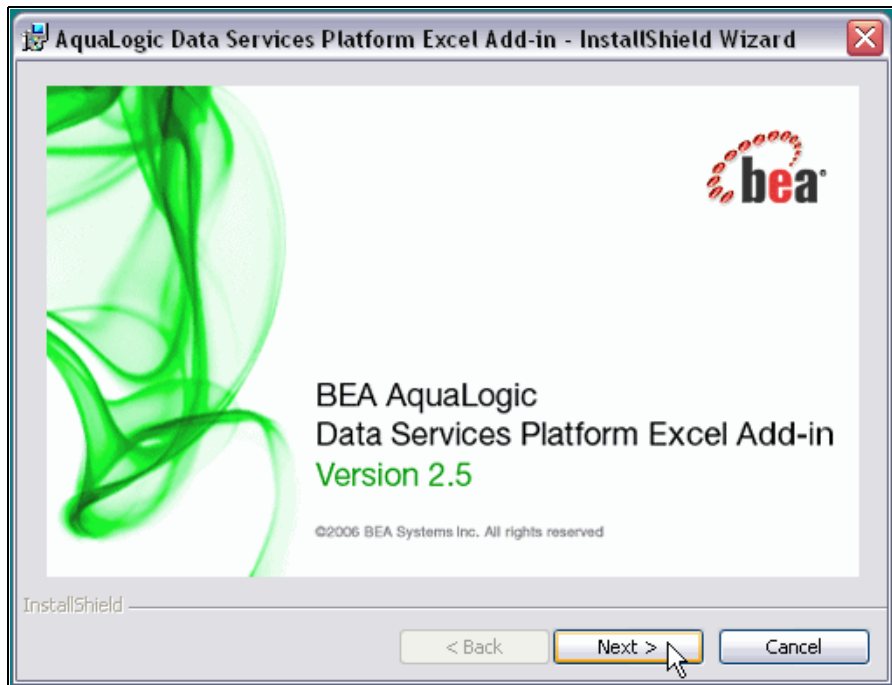 AquaLogic Data Services Platform Excel Add-in - InstallShield Wizard
bea
BEA AquaLogic
Data Services Platform Excel Add-in
Version 2.5
©2006 BEA Systems Inc. All rights reserved
InstallShield
< Back
Next >
Cancel